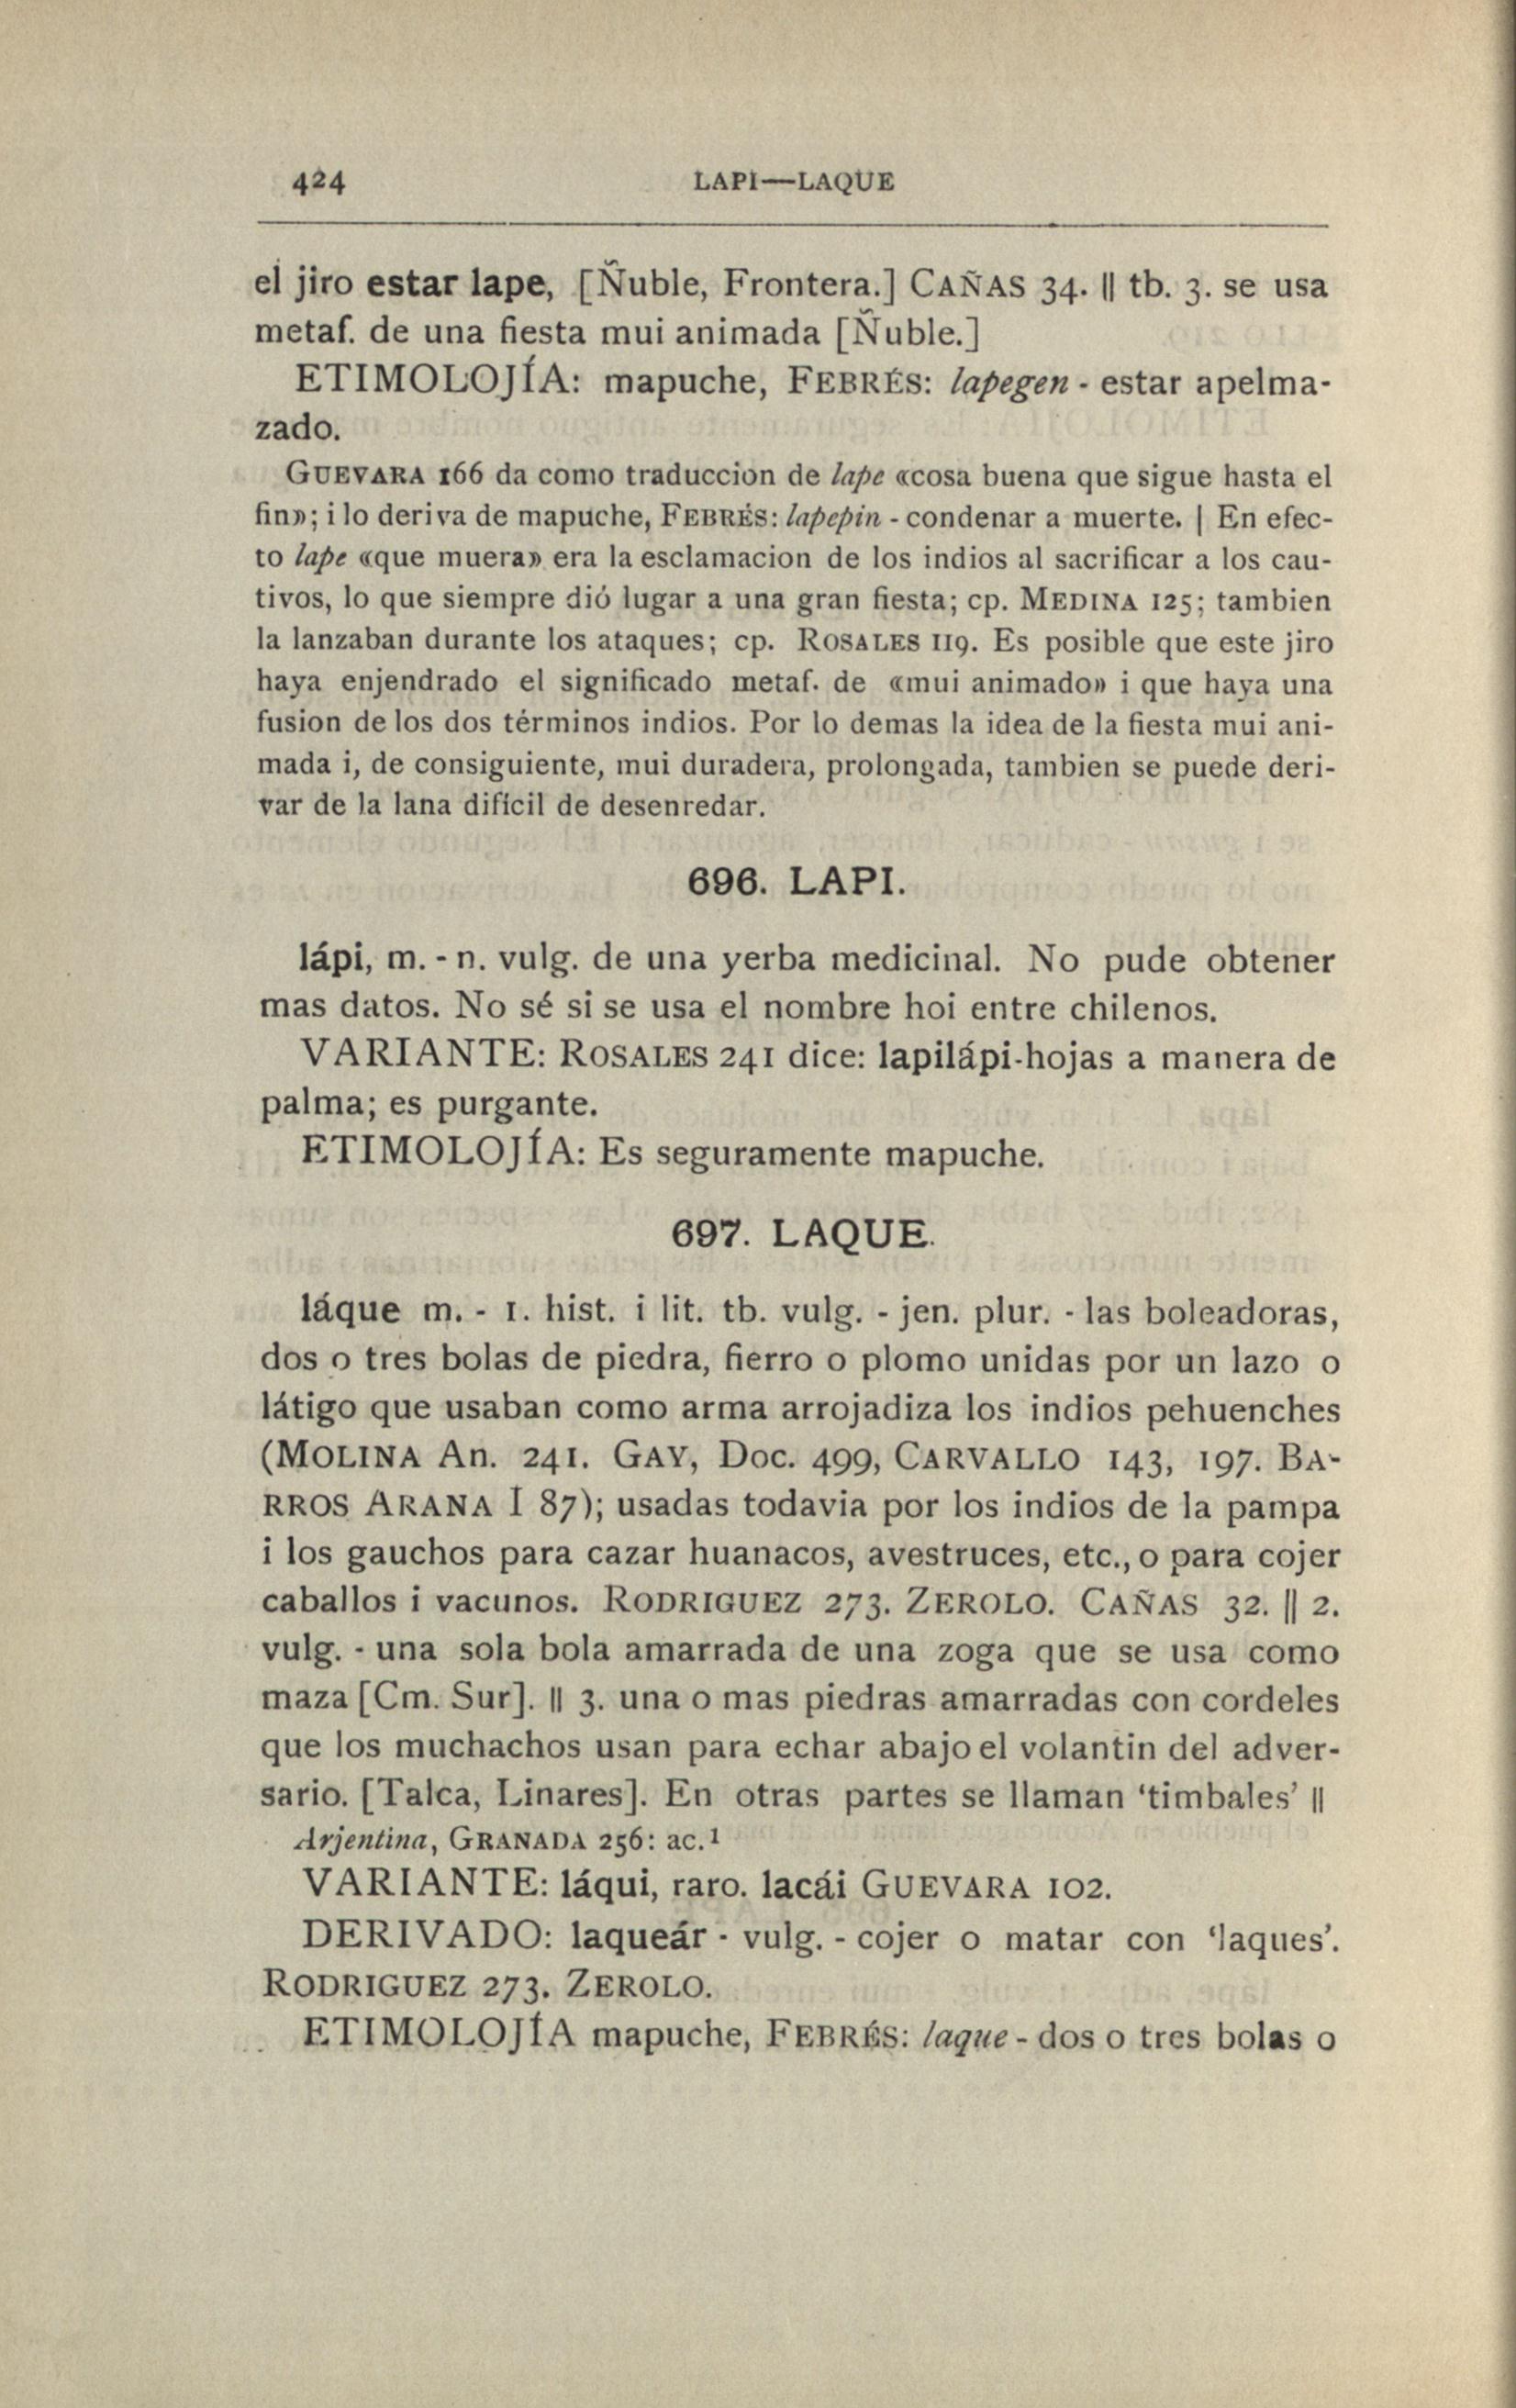 424
LAPI—LAQUE
el jiro estar lape, [Ñuble, Frontera.] CAÑAS 34. || tb. 3. se usa
metaf. de una fiesta mui animada [Ñuble.]
ETIMOLOJÍA: mapuche, FEBRÉS: lapegen - estar apelma-
zado.
GUEVARA 166 da como traduccion de lape «cosa buena que sigue hasta el
fin»; i lo deriva de mapuche, FEBRÉS: lapepin - condenar a muerte. | En efec-
to lape «que muera» era la esclamacion de los indios al sacrificar a los cau-
tivos, lo que siempre dió lugar a una gran fiesta; cp. MEDINA 125; tambien
la lanzaban durante los ataques; cp. ROSALES 119. Es posible que este jiro
haya enjendrado el significado metaf. de «mui animado» i que haya una
fusion de los dos términos indios. Por lo demas la idea de la fiesta mui ani-
mada i, de consiguiente, mui duradera, prolongada, tambien se puede deri-
var de la lana difícil de desenredar.
696. LAPI.
lápi, m. - n. vulg. de una yerba medicinal. No pude obtener
mas datos. No sé si se usa el nombre hoi entre chilenos.
VARIANTE: ROSALES 241 dice: lapilápi-hojas a manera de
palma; es purgante.
ETIMOLOJÍA: Es seguramente mapuche.
697. LAQUE.
láque m. - 1. hist. i lit. tb. vulg. - jen. plur. - las boleadoras,
dos o tres bolas de piedra, fierro o plomo unidas por un lazo o
látigo que usaban como arma arrojadiza los indios pehuenches
(MOLINA An. 241. GAY, Doc. 499, CARVALLO 143, 197. BA-
RROS ARANA I 87); usadas todavia por los indios de la pampa
i los gauchos para cazar huanacos, avestruces, etc., o para cojer
caballos i vacunos. RODRIGUEZ 273. ZEROLO. CAÑAS 32. || 2.
vulg. - una sola bola amarrada de una zoga que se usa como
maza [Cm. Sur]. || 3. una o mas piedras amarradas con cordeles
que los muchachos usan para echar abajo el volantin del adver-
sario. [Talca, Linares]. En otras partes se llaman ‘timbales’ ||
Arjentina, GRANADA 256: ac.¹
VARIANTE: láqui, raro. lacái GUEVARA 102.
DERIVADO: laqueár - vulg. - cojer o matar con ‘laques’.
RODRIGUEZ 273. ZEROLO.
ETIMOLOJÍA mapuche, FEBRÉS: laque - dos o tres bolas o